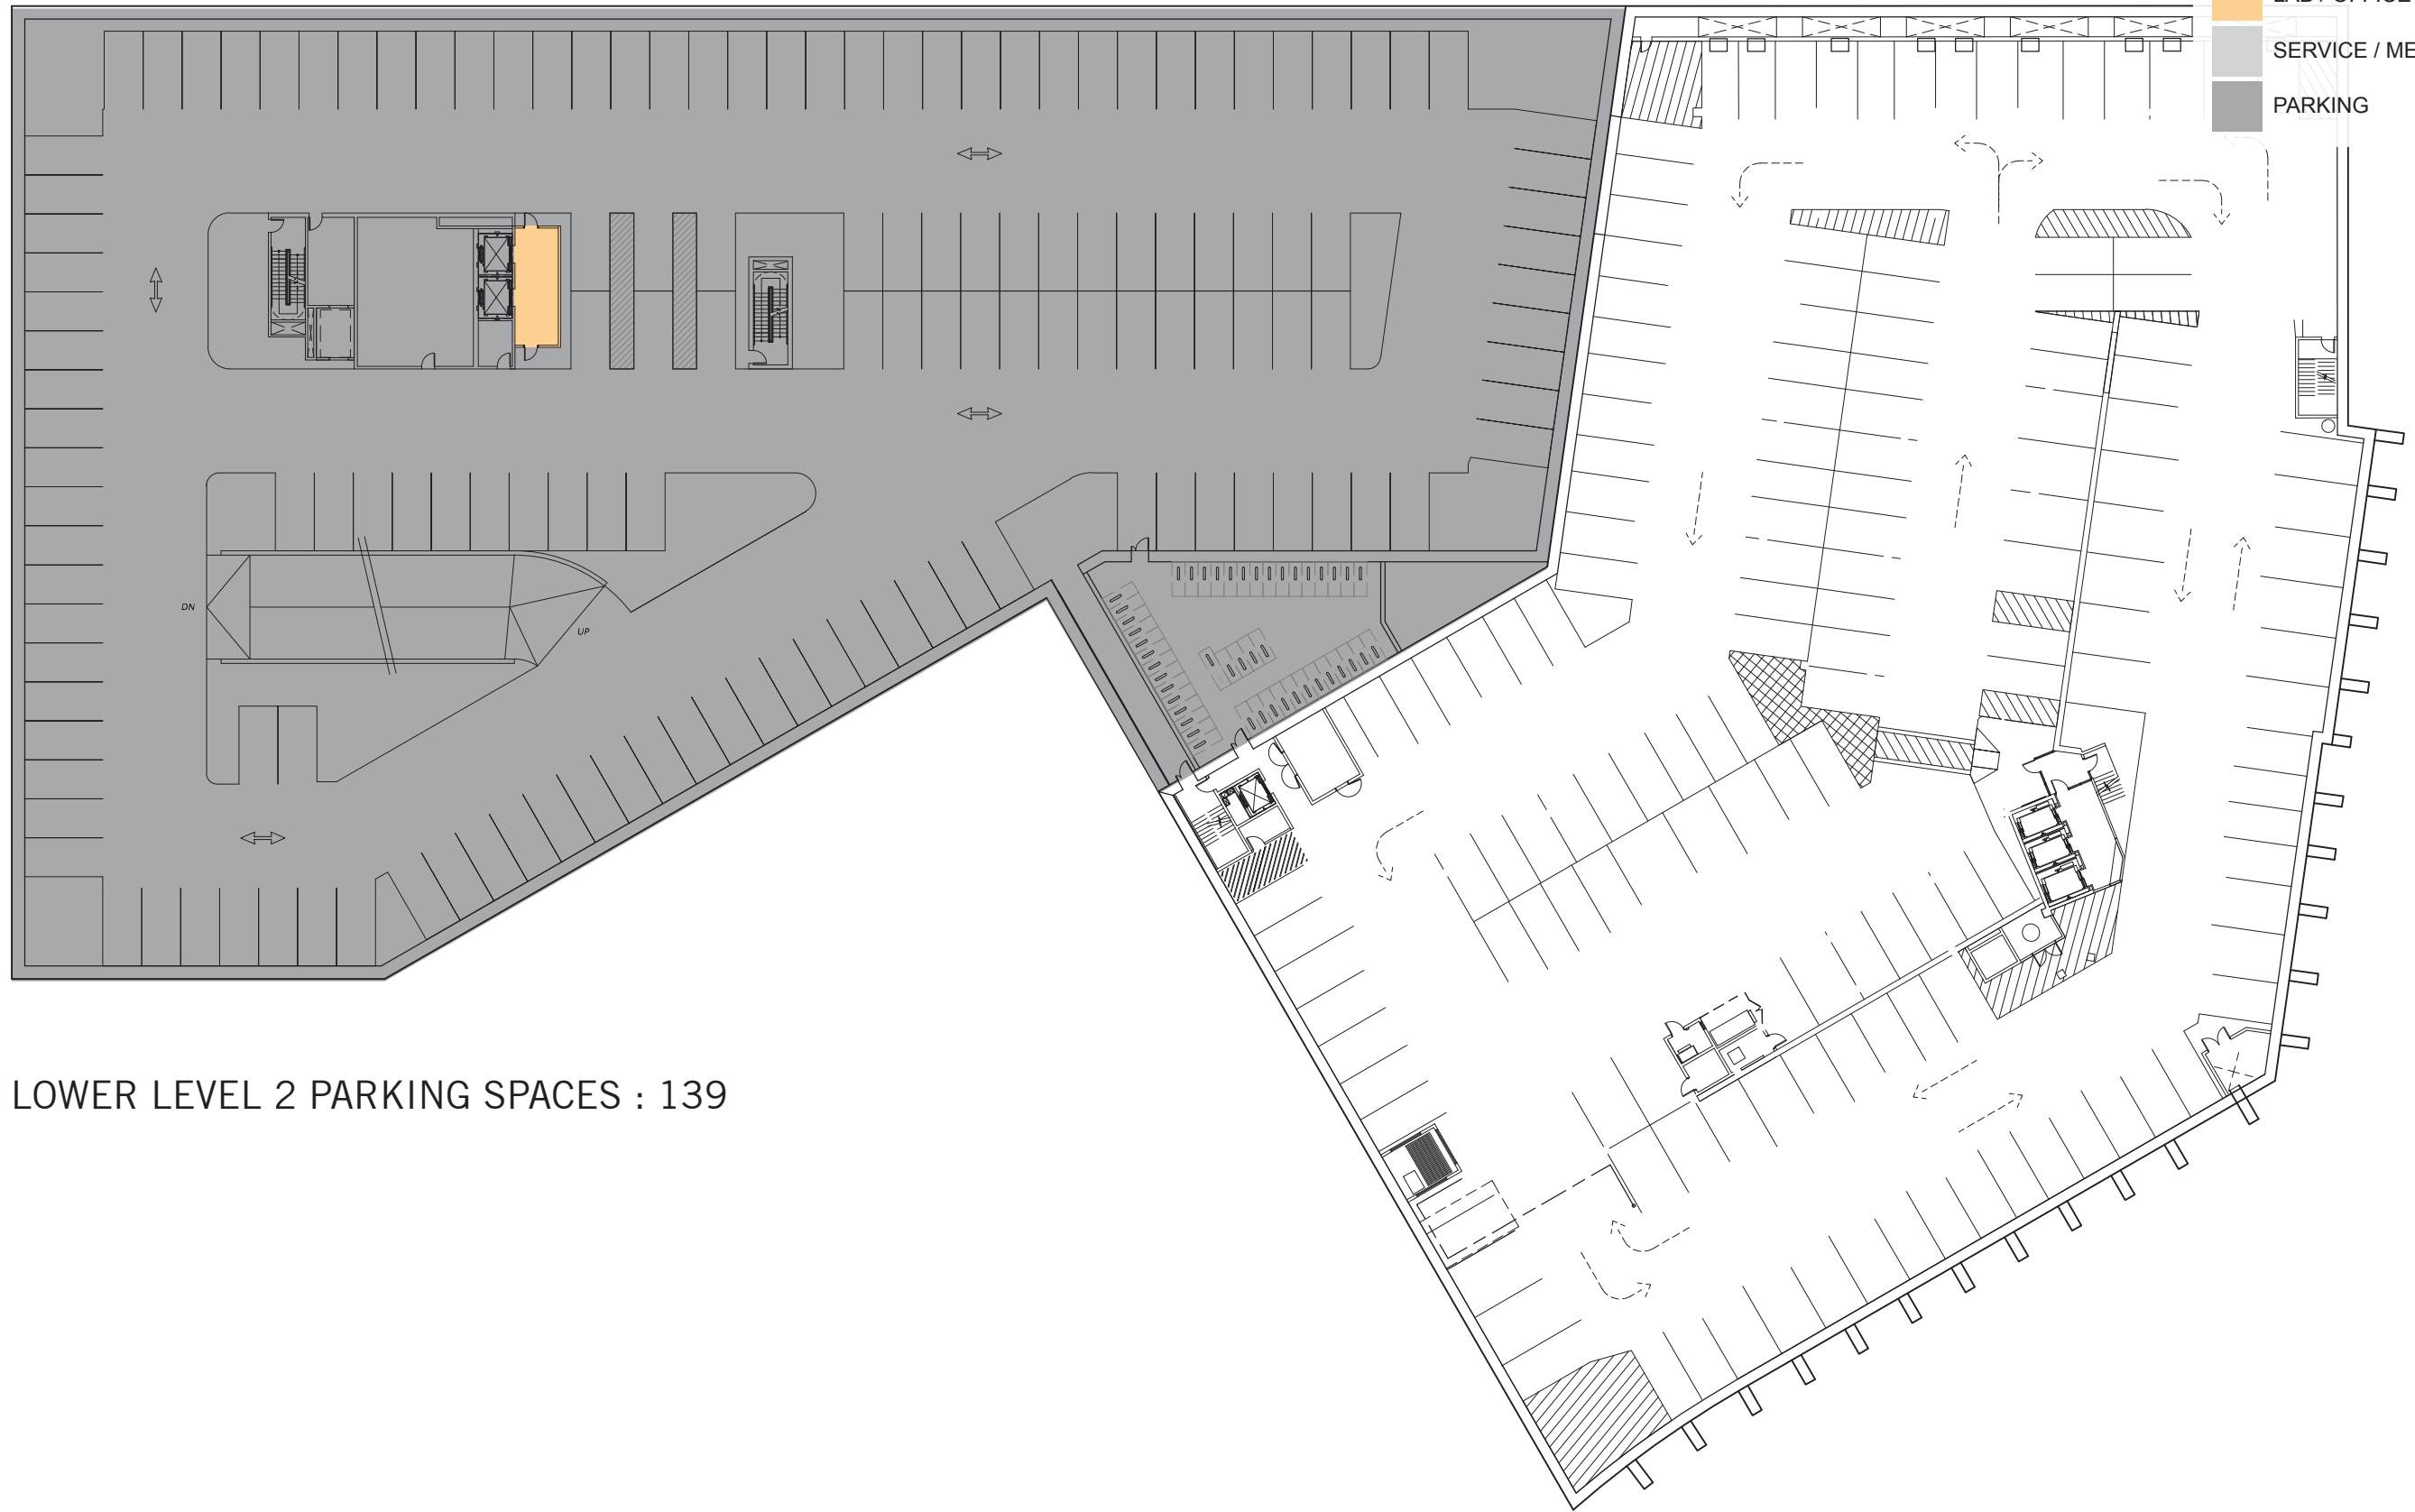 SERVICE / ME
PARKING
DN
UP
LOWER LEVEL 2 PARKING SPACES : 139